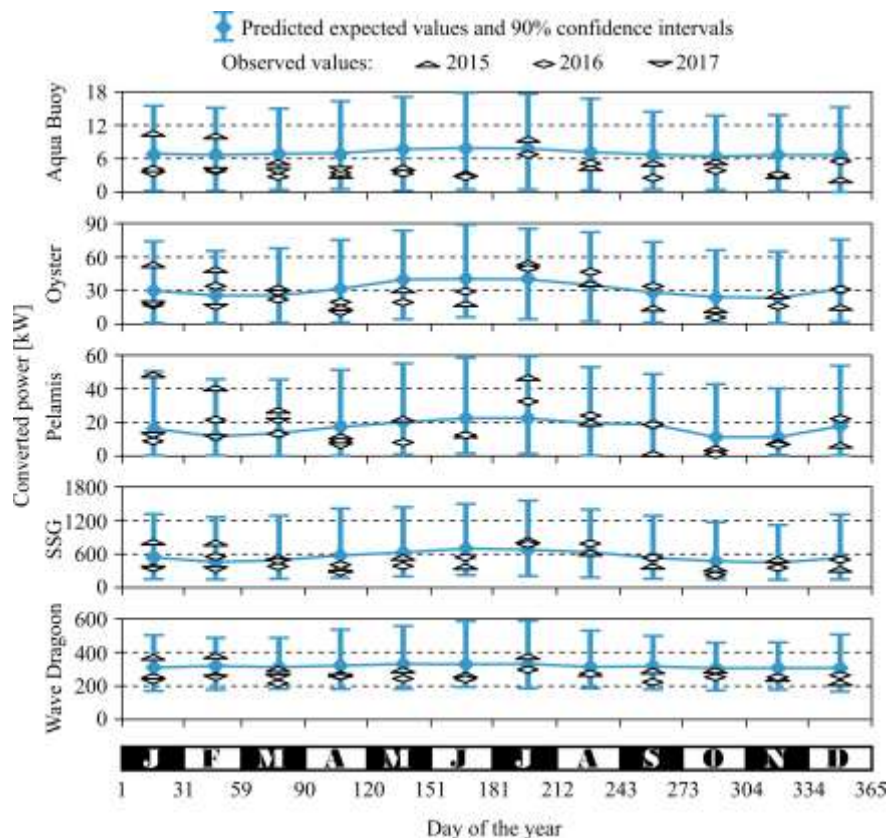 Predicted expected values and 90% confidence intervals
Observed values: 2015 2016 2017
Converted power [kW]
Aqua Buoy
18
12
6
0
Oyster
90
60
30
0
Pelamis
60
40
20
0
SSG
1800
1200
600
0
Wave Dragoon
600
400
200
0
J F M A M J J A S O N D
1 31 59 90 120 151 181 212 243 273 304 334 365
Day of the year